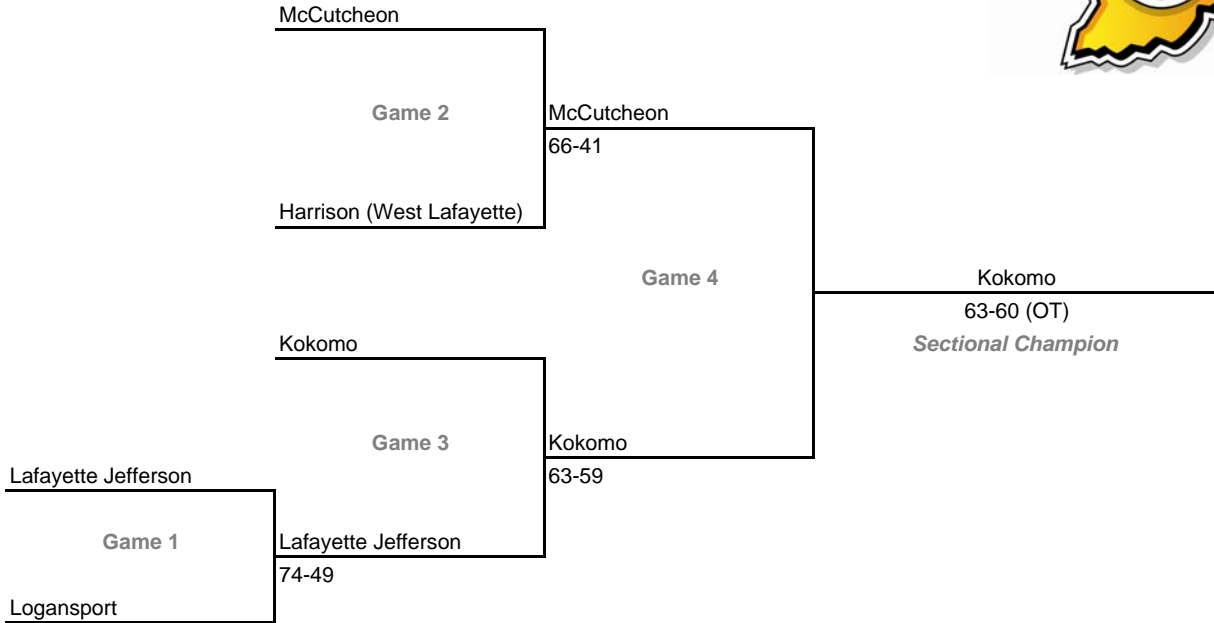 McCutcheon
Game 2
McCutcheon
66-41
Harrison (West Lafayette)
Game 4
Kokomo
63-60 (OT)
Sectional Champion
Kokomo
Game 3
Kokomo
63-59
Lafayette Jefferson
Game 1
Lafayette Jefferson
74-49
Logansport